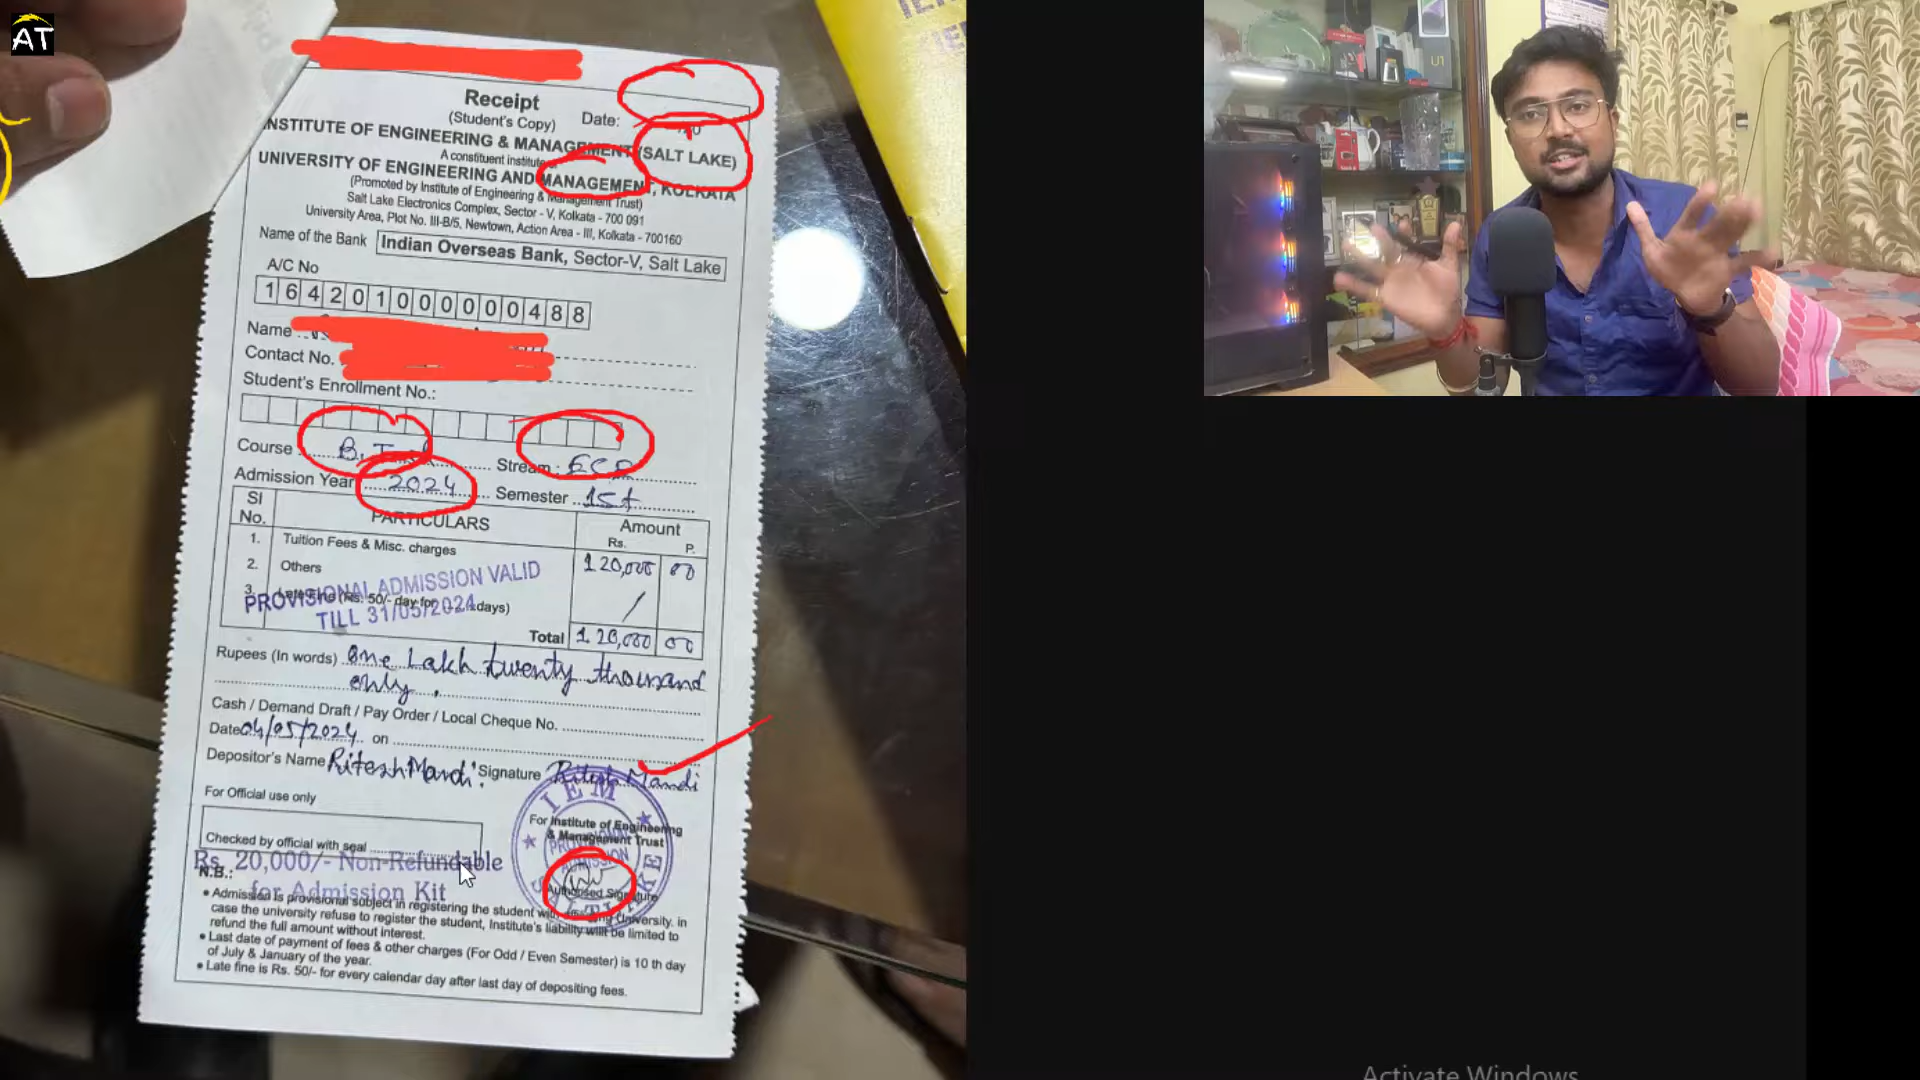 AT
Receipt
(Student's Copy)
Date:
INSTITUTE OF ENGINEERING & MANAGEMENT (SALT LAKE)
A constituent institute
UNIVERSITY OF ENGINEERING AND MANAGEMENT, KOLKATA
(Promoted by Institute of Engineering & Management Trust)
Salt Lake Electronics Complex, Sector - V, Kolkata - 700 091
University Area, Plot No. III-B/5, Newtown, Action Area - III, Kolkata - 700160
Name of the Bank Indian Overseas Bank, Sector-V, Salt Lake
A/C No
164201000000488
Name
Contact No.
Student's Enrollment No.:
Course B. Tech Stream : ECE
Admission Year 2024 Semester 1st
Sl No. PARTICULARS Amount
Rs. P.
1. Tuition Fees & Misc. charges 1,20,000 00
2. Others
3. (Rs. 50/- day for days)
PROVISIONAL ADMISSION VALID
TILL 31/05/2024
Total 1,20,000 00
Rupees (In words) One Lakh twenty thousand
only.
Cash / Demand Draft / Pay Order / Local Cheque No.
Date 04/05/2024 on
Depositor's Name Ritesh Mandi Signature Ritesh Mandi
For Official use only
IEM
For Institute of Engineering
& Management Trust
PROVISIONAL
ADMISSION
Authorised Signature
Checked by official with seal
Rs. 20,000/- Non-Refundable
for Admission Kit
N.B.:
• Admission is provisional subject in registering the student with University. in
case the university refuse to register the student, Institute's liability will be limited to
refund the full amount without interest.
• Last date of payment of fees & other charges (For Odd / Even Semester) is 10 th day
of July & January of the year.
• Late fine is Rs. 50/- for every calendar day after last day of depositing fees.
Activate Windows